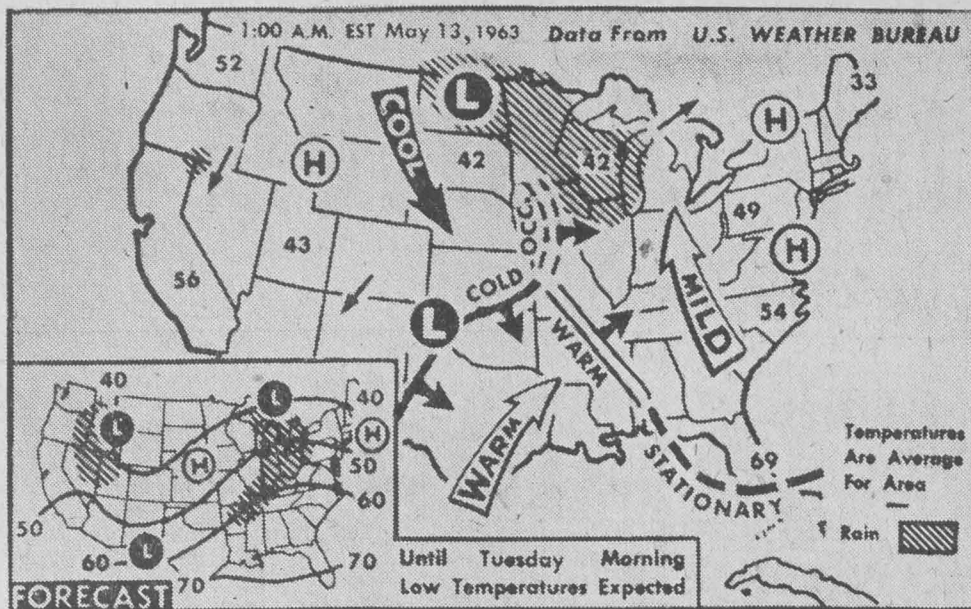 1:00 A.M. EST May 13, 1963 Data From U.S. WEATHER BUREAU
52
33
L
H
COOL
42
42
H
OCC.
49
H
43
COLD
56
L
WARM
MILD
54
WARM
STATIONARY
69
Temperatures
Are Average
For Area
Rain
40
L
L
40
H
H
50
60
50
60
L
70
70
FORECAST
Until Tuesday Morning
Low Temperatures Expected